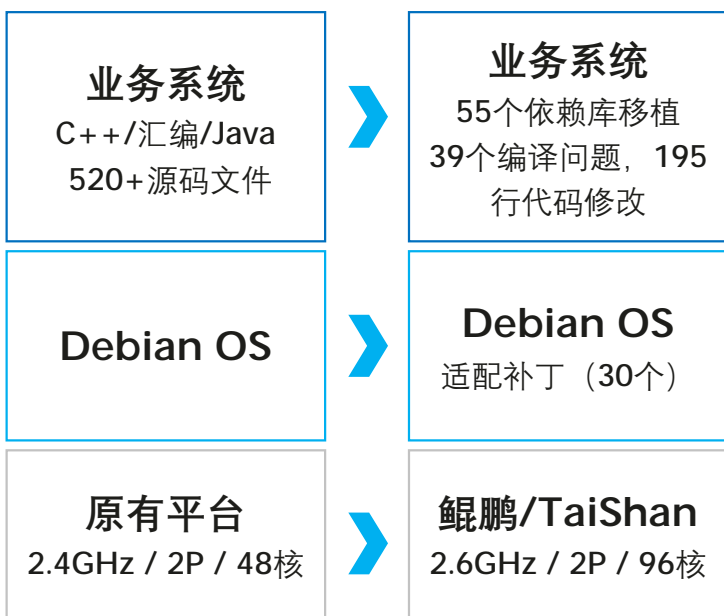 业务系统
C++/汇编/Java
520+源码文件
业务系统
55个依赖库移植
39个编译问题，195
行代码修改
Debian OS
Debian OS
适配补丁（30个）
原有平台
2.4GHz / 2P / 48核
鲲鹏/TaiShan
2.6GHz / 2P / 96核